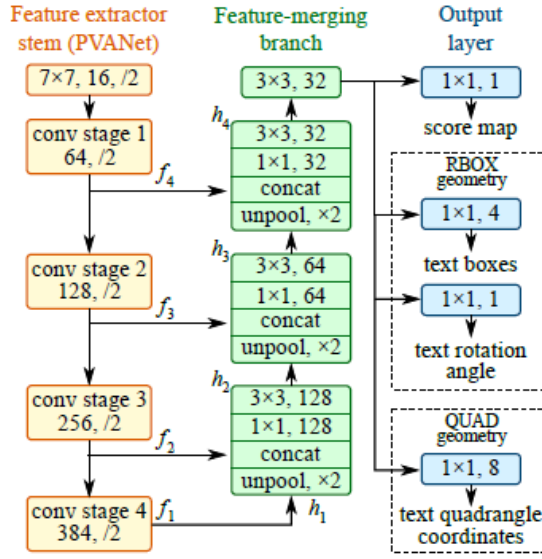 Feature extractor
stem (PVANet)
7×7, 16, /2
conv stage 1
64, /2
f₄
conv stage 2
128, /2
f₃
conv stage 3
256, /2
f₂
conv stage 4
384, /2
f₁
Feature-merging
branch
3×3, 32
h₄
3×3, 32
1×1, 32
concat
unpool, ×2
h₃
3×3, 64
1×1, 64
concat
unpool, ×2
h₂
3×3, 128
1×1, 128
concat
unpool, ×2
h₁
Output
layer
1×1, 1
score map
RBOX
geometry
1×1, 4
text boxes
1×1, 1
text rotation
angle
QUAD
geometry
1×1, 8
text quadrangle
coordinates